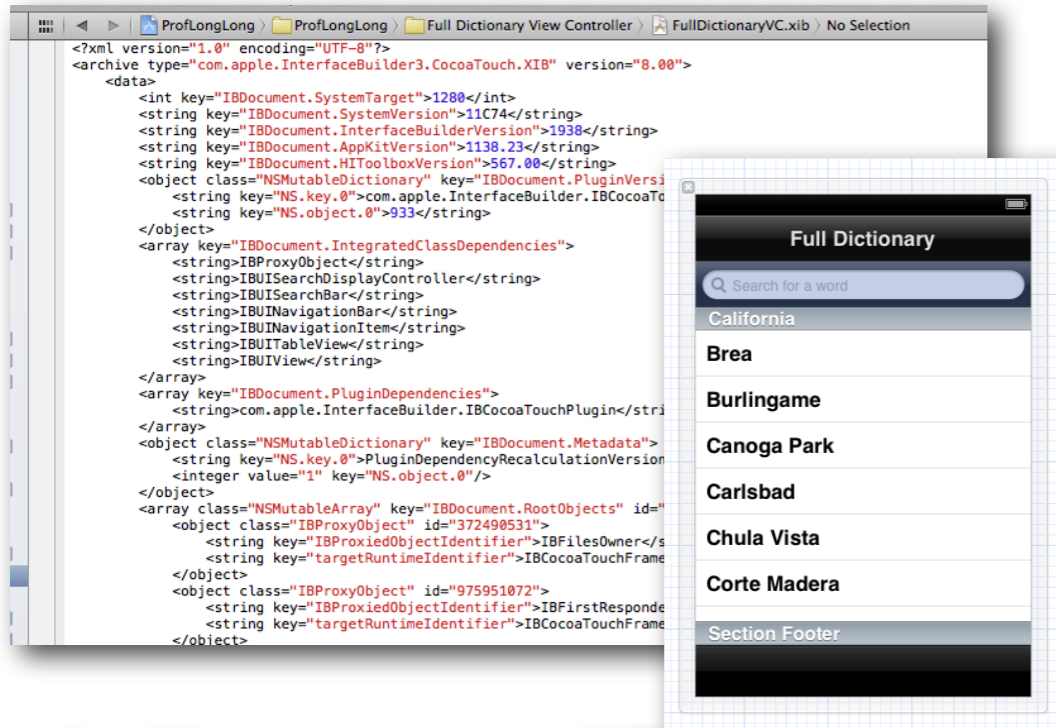 ProfLongLong ProfLongLong Full Dictionary View Controller FullDictionaryVC.xib No Selection
<?xml version="1.0" encoding="UTF-8"?>
<archive type="com.apple.InterfaceBuilder3.CocoaTouch.XIB" version="8.00">
<data>
<int key="IBDocument.SystemTarget">1280</int>
<string key="IBDocument.SystemVersion">11C74</string>
<string key="IBDocument.InterfaceBuilderVersion">1938</string>
<string key="IBDocument.AppKitVersion">1138.23</string>
<string key="IBDocument.HIToolboxVersion">567.00</string>
<object class="NSMutableDictionary" key="IBDocument.PluginVersi
<string key="NS.key.0">com.apple.InterfaceBuilder.IBCocoaTo
<string key="NS.object.0">933</string>
</object>
<array key="IBDocument.IntegratedClassDependencies">
<string>IBProxyObject</string>
<string>IBUISearchDisplayController</string>
<string>IBUISearchBar</string>
<string>IBUINavigationBar</string>
<string>IBUINavigationItem</string>
<string>IBUITableView</string>
<string>IBUIView</string>
</array>
<array key="IBDocument.PluginDependencies">
<string>com.apple.InterfaceBuilder.IBCocoaTouchPlugin</stri
</array>
<object class="NSMutableDictionary" key="IBDocument.Metadata">
<string key="NS.key.0">PluginDependencyRecalculationVersion
<integer value="1" key="NS.object.0"/>
</object>
<array class="NSMutableArray" key="IBDocument.RootObjects" id="
<object class="IBProxyObject" id="372490531">
<string key="IBProxiedObjectIdentifier">IBFilesOwner</s
<string key="targetRuntimeIdentifier">IBCocoaTouchFrame
</object>
<object class="IBProxyObject" id="975951072">
<string key="IBProxiedObjectIdentifier">IBFirstResponde
<string key="targetRuntimeIdentifier">IBCocoaTouchFrame
</object>
Full Dictionary
Search for a word
California
Brea
Burlingame
Canoga Park
Carlsbad
Chula Vista
Corte Madera
Section Footer